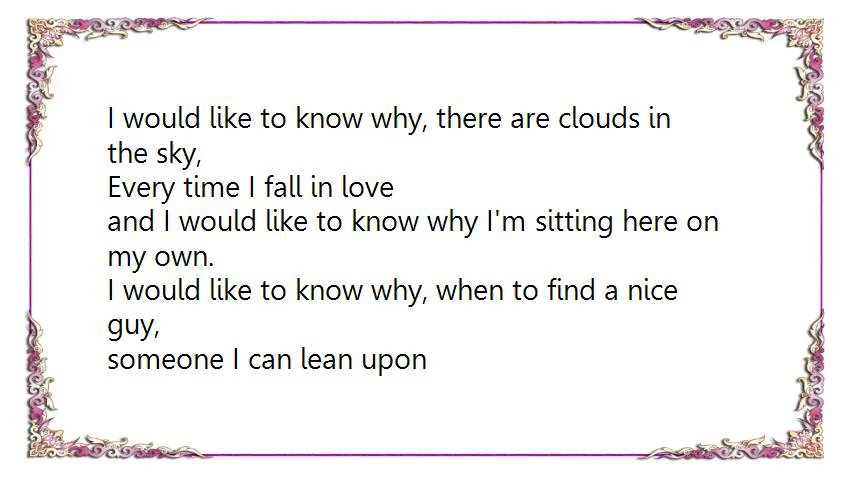 I would like to know why, there are clouds in
the sky,
Every time I fall in love
and I would like to know why I'm sitting here on
my own.
I would like to know why, when to find a nice
guy,
someone I can lean upon